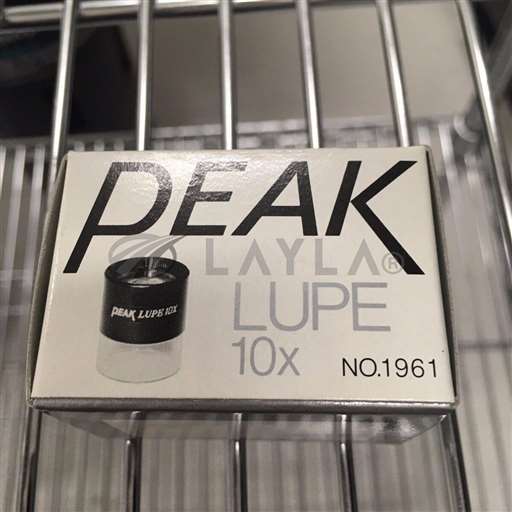 PEAK
LAYLA®
LUPE
10x
NO.1961
PEAK LUPE 10X